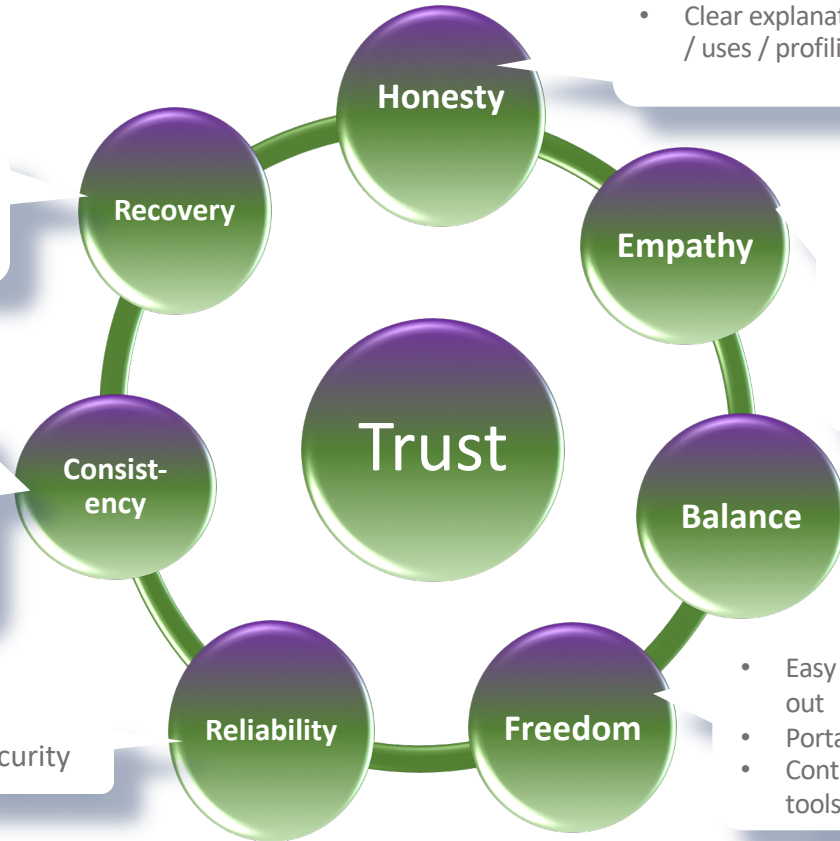 • Clear explanat
/ uses / profili
Honesty
Recovery
Empathy
Trust
Consist-
ency
Balance
• Easy
out
• Porta
• Cont
tools
Reliability
Freedom
curity